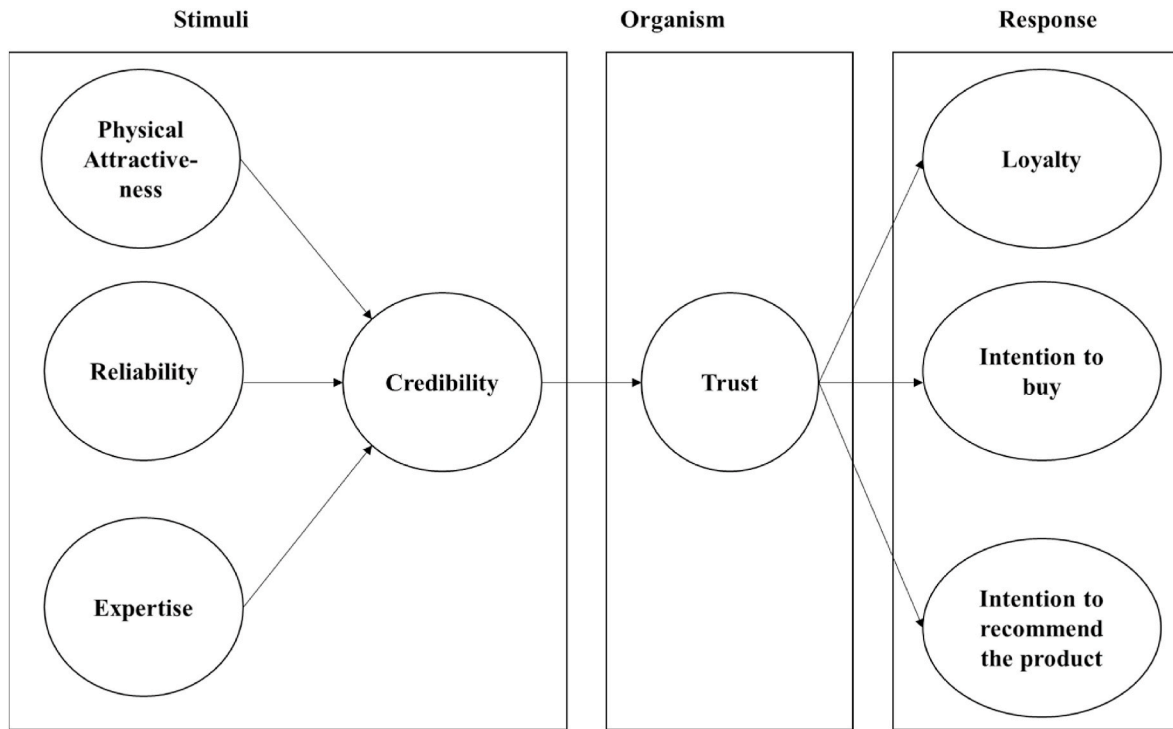 Stimuli
Organism
Response
Physical
Attractive-
ness
Reliability
Expertise
Credibility
Trust
Loyalty
Intention to
buy
Intention to
recommend
the product